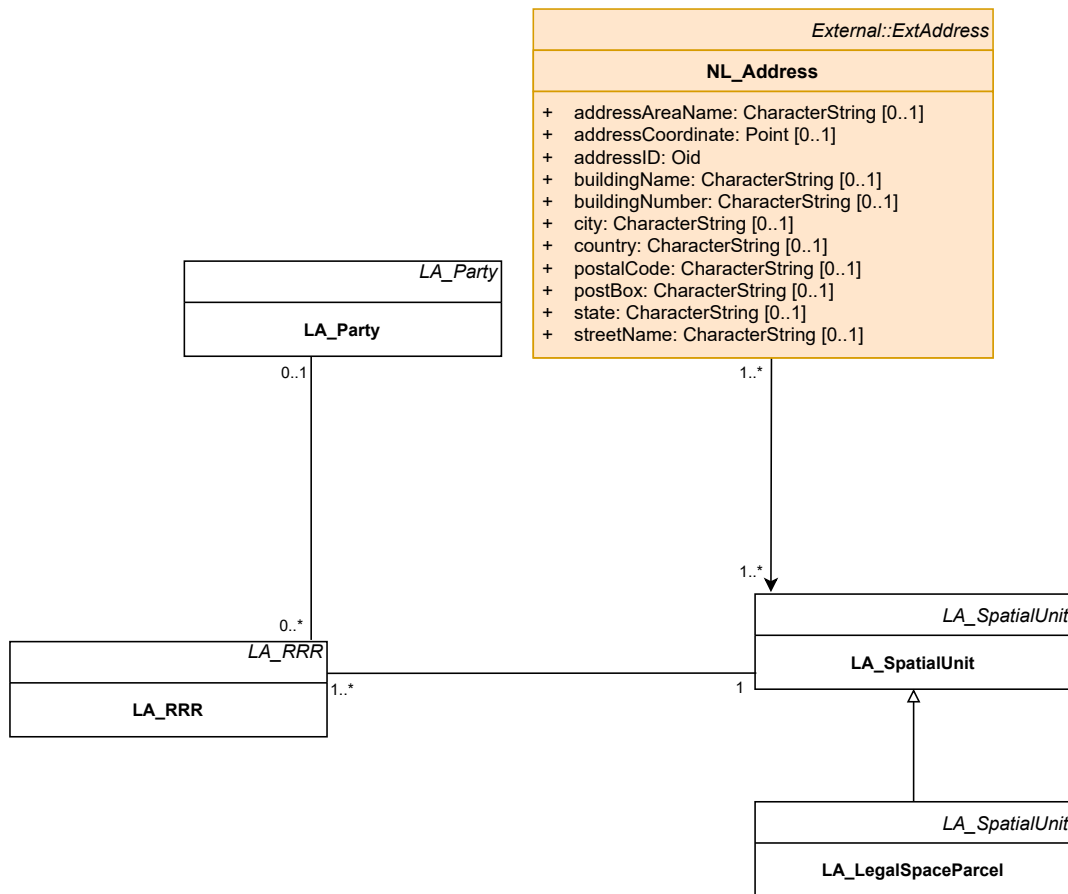 External::ExtAddress
NL_Address
+ addressAreaName: CharacterString [0..1]
+ addressCoordinate: Point [0..1]
+ addressID: Oid
+ buildingName: CharacterString [0..1]
+ buildingNumber: CharacterString [0..1]
+ city: CharacterString [0..1]
+ country: CharacterString [0..1]
+ postalCode: CharacterString [0..1]
+ postBox: CharacterString [0..1]
+ state: CharacterString [0..1]
+ streetName: CharacterString [0..1]
LA_Party
LA_Party
0..1
1..*
1..*
0..*
LA_RRR
LA_RRR
1..*
1
LA_SpatialUnit
LA_SpatialUnit
LA_SpatialUnit
LA_LegalSpaceParcel